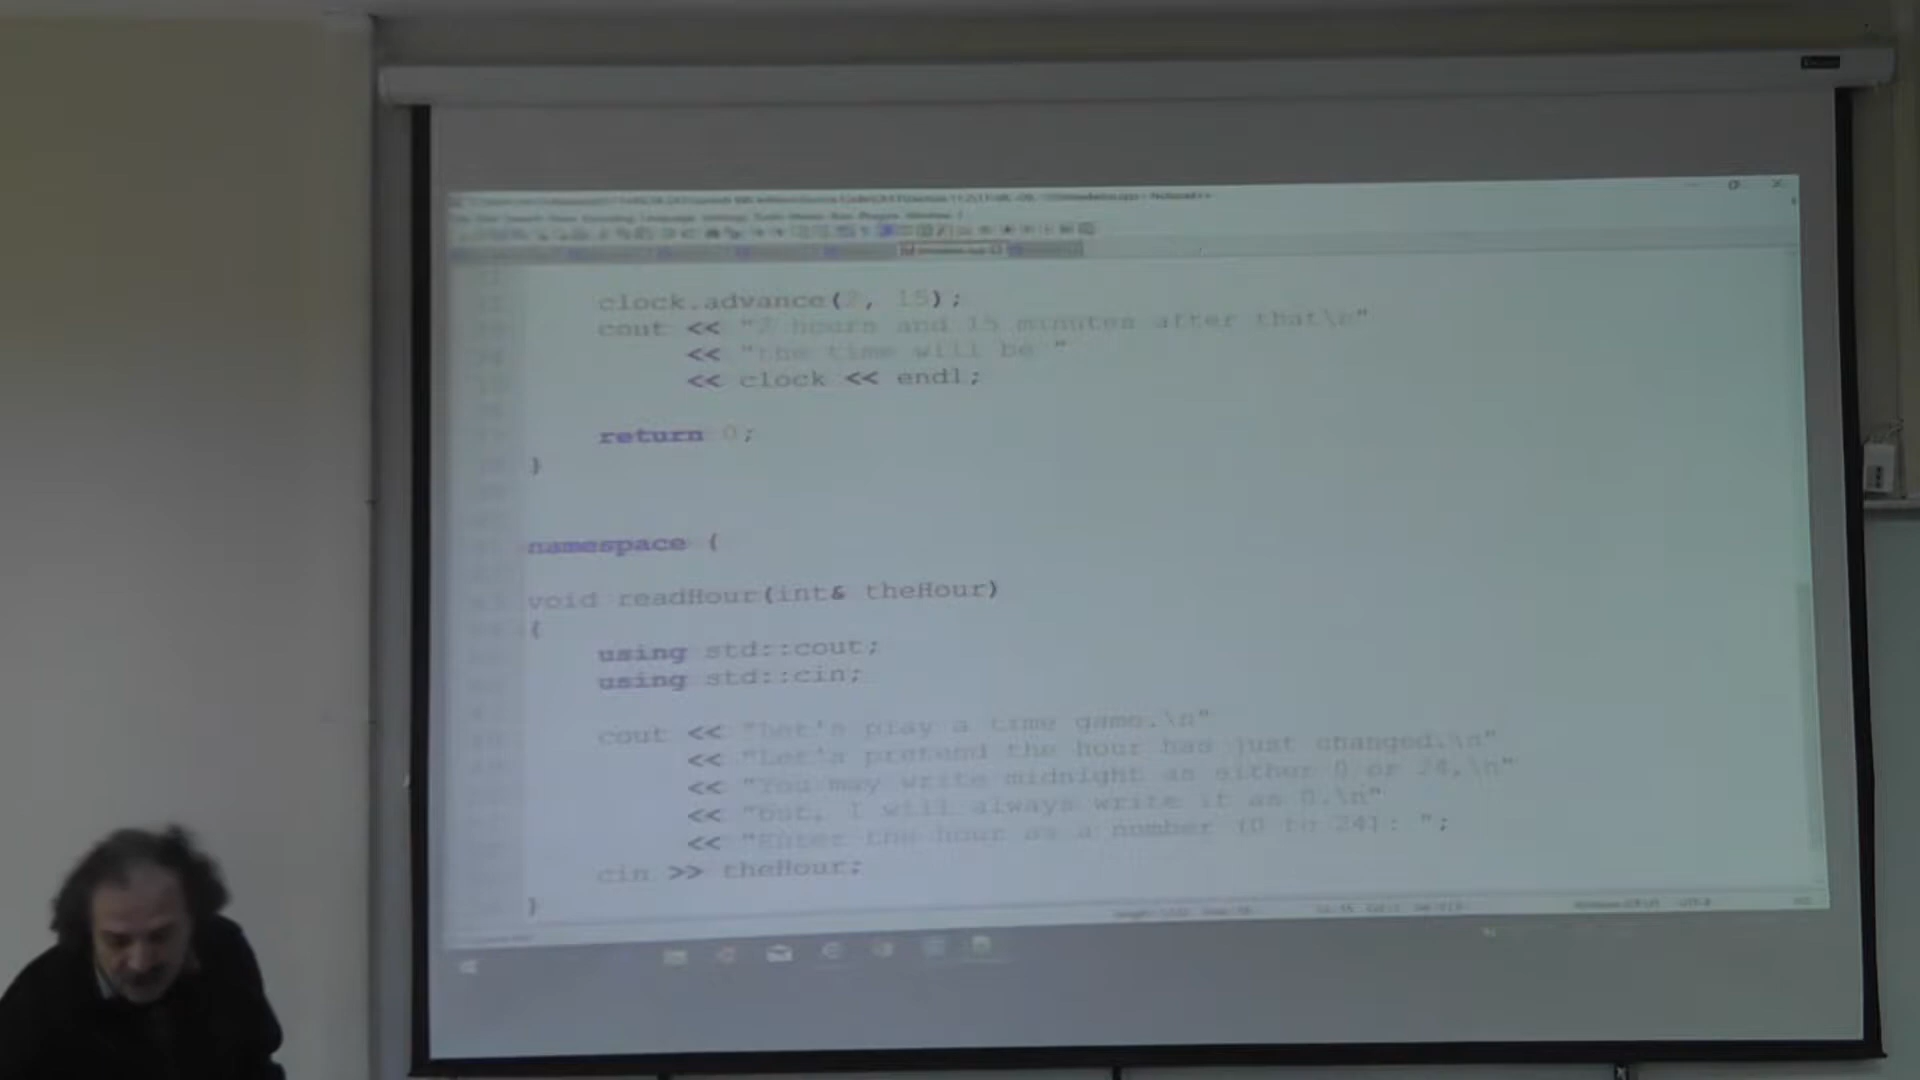 clock.advance(2, 15);
cout << "2 hours and 15 minutes after that\n"
<< "the time will be "
<< clock << endl;
return 0;
}
namespace {
void readHour(int& theHour)
{
using std::cout;
using std::cin;
cout << "Let's play a time game.\n"
<< "Let's pretend the hour has just changed.\n"
<< "You may write midnight as either 0 or 24,\n"
<< "but, I will always write it as 0.\n"
<< "Enter the hour as a number (0 to 24): ";
cin >> theHour;
}